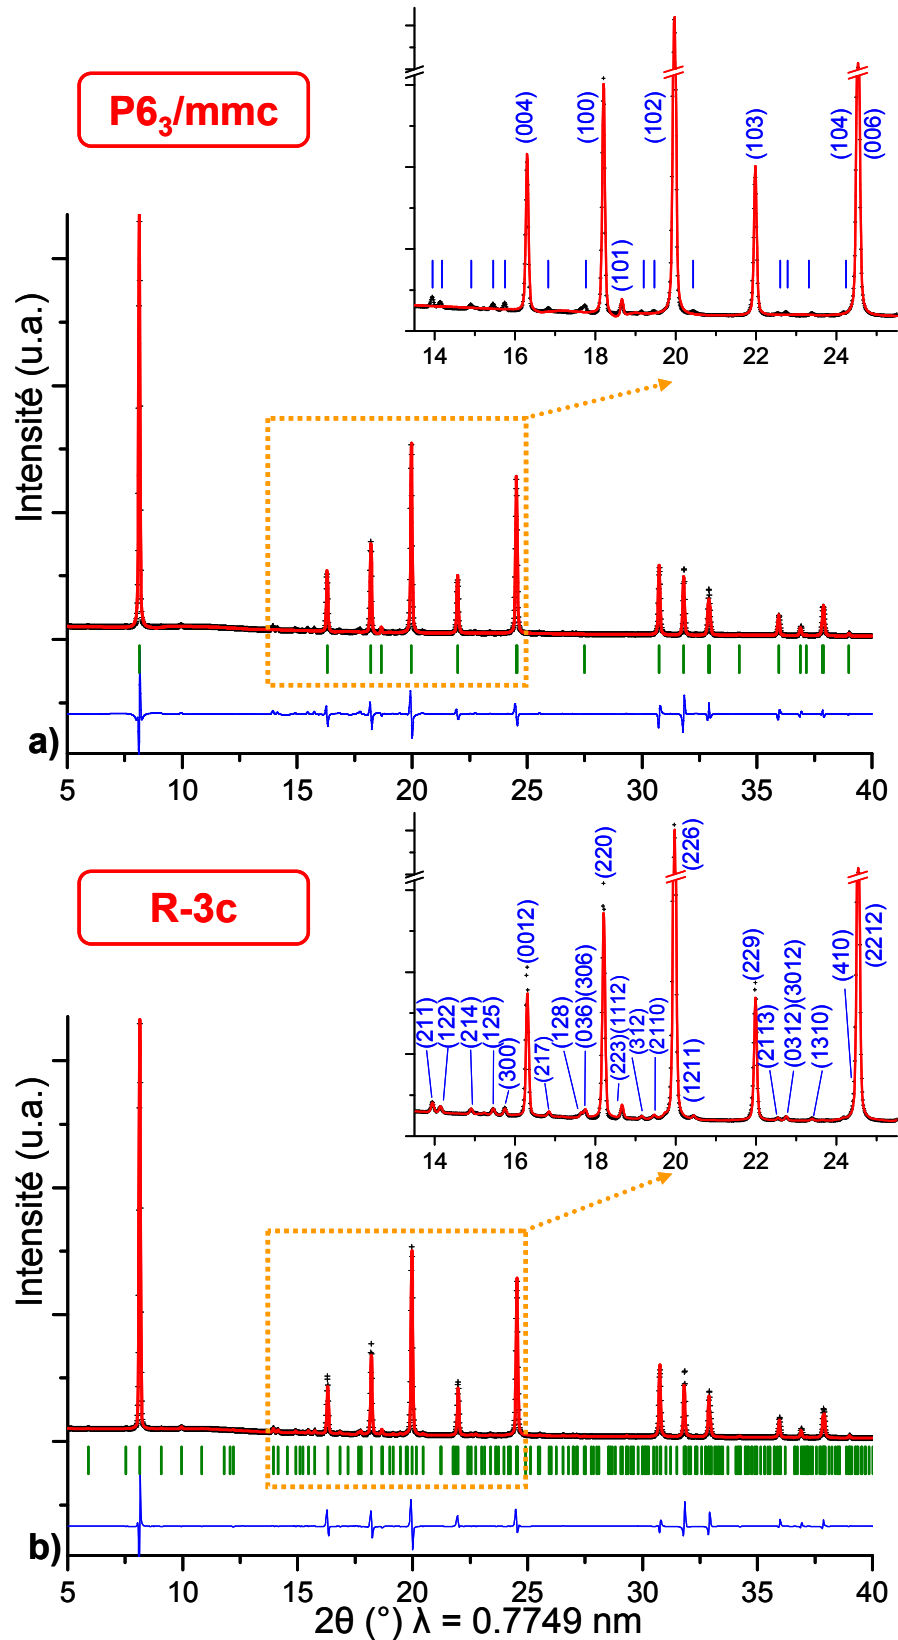 P6₃/mmc
(004)
(100)
(101)
(102)
(103)
(104)
(006)
14 16 18 20 22 24
Intensité (u.a.)
a)
5 10 15 20 25 30 35 40
R-3c
(211)
(122)
(214)
(125)
(300)
(0012)
(217)
(128)
(036)(306)
(220)
(223)(1112)
(312)
(2110)
(226)
(1211)
(229)
(2113)
(0312)(3012)
(1310)
(410)
(2212)
14 16 18 20 22 24
Intensité (u.a.)
b)
5 10 15 20 25 30 35 40
2θ (°) λ = 0.7749 nm